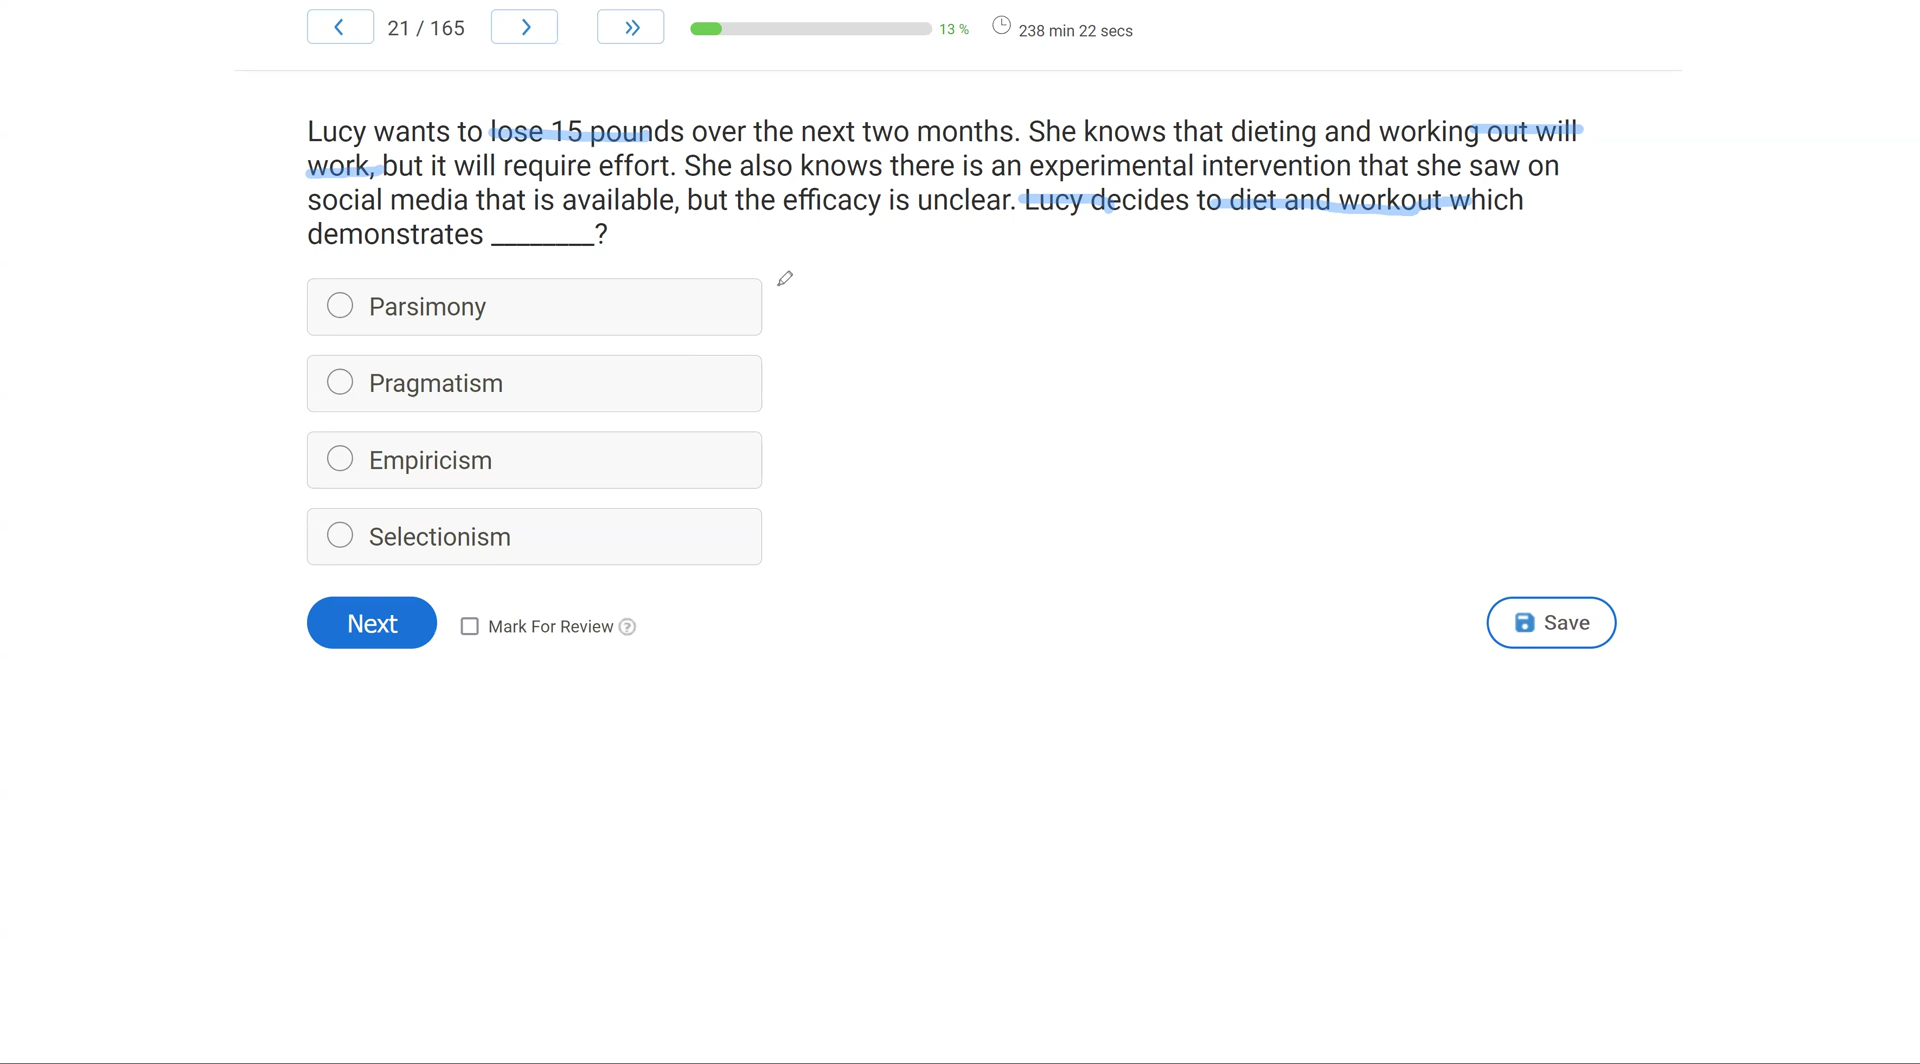 21 / 165
13 %
238 min 22 secs
Lucy wants to lose 15 pounds over the next two months. She knows that dieting and working out will
work, but it will require effort. She also knows there is an experimental intervention that she saw on
social media that is available, but the efficacy is unclear. Lucy decides to diet and workout which
demonstrates ________?
Parsimony
Pragmatism
Empiricism
Selectionism
Next
Mark For Review ?
Save